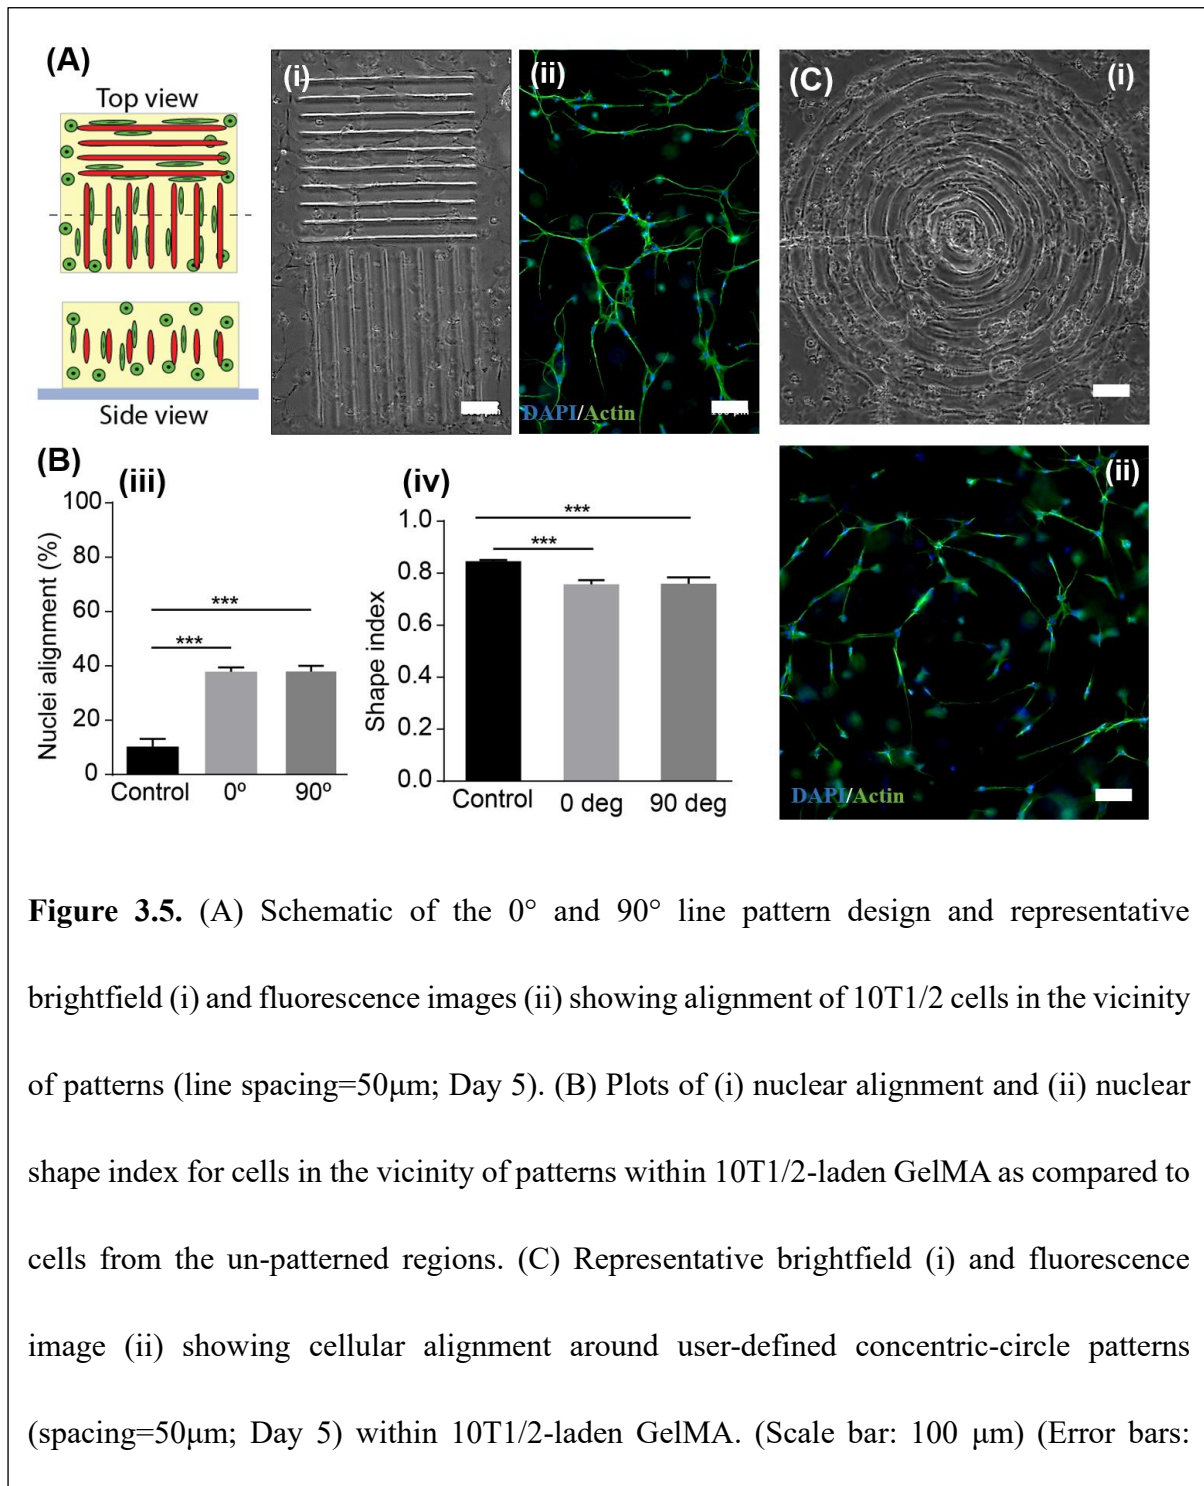 (A)
Top view
Side view
(i)
(ii)
DAPI/Actin
(C)
(i)
(B)
(iii)
100
80
60
40
20
0
Nuclei alignment (%)
***
***
Control
0º
90º
(iv)
1.0
0.8
0.6
0.4
0.2
0.0
Shape index
***
***
Control
0 deg
90 deg
(ii)
DAPI/Actin
Figure 3.5. (A) Schematic of the 0° and 90° line pattern design and representative
brightfield (i) and fluorescence images (ii) showing alignment of 10T1/2 cells in the vicinity
of patterns (line spacing=50μm; Day 5). (B) Plots of (i) nuclear alignment and (ii) nuclear
shape index for cells in the vicinity of patterns within 10T1/2-laden GelMA as compared to
cells from the un-patterned regions. (C) Representative brightfield (i) and fluorescence
image (ii) showing cellular alignment around user-defined concentric-circle patterns
(spacing=50μm; Day 5) within 10T1/2-laden GelMA. (Scale bar: 100 μm) (Error bars: